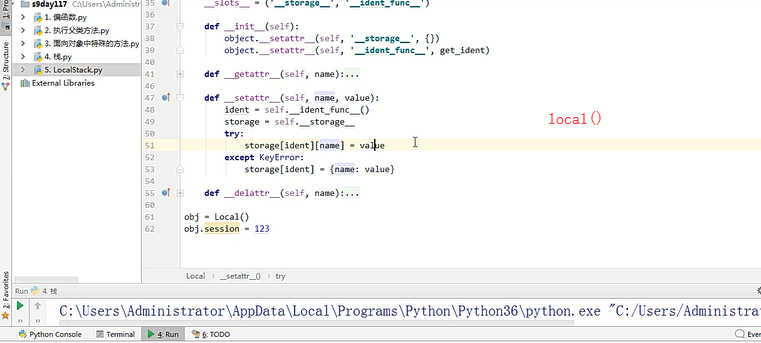 s9day117 C:\Users\Administrator\P
1. 偏函数.py
2. 执行父类方法.py
3. 面向对象中特殊的方法.py
4. 栈.py
5. LocalStack.py
External Libraries
7: Structure
2: Favorites
35 __slots__ = ('__storage__', '__ident_func__')
36
37 def __init__(self):
38 object.__setattr__(self, '__storage__', {})
39 object.__setattr__(self, '__ident_func__', get_ident)
40
41 def __getattr__(self, name):...
46
47 def __setattr__(self, name, value):
48 ident = self.__ident_func__()
49 storage = self.__storage__
50 try:
51 storage[ident][name] = value
52 except KeyError:
53 storage[ident] = {name: value}
54
55 def __delattr__(self, name):...
60
61 obj = Local()
62 obj.session = 123
local()
Local > __setattr__() > try
Run 4. 栈
C:\Users\Administrator\AppData\Local\Programs\Python\Python36\python.exe "C:/Users/Administra
Python Console Terminal 4: Run 6: TODO Even